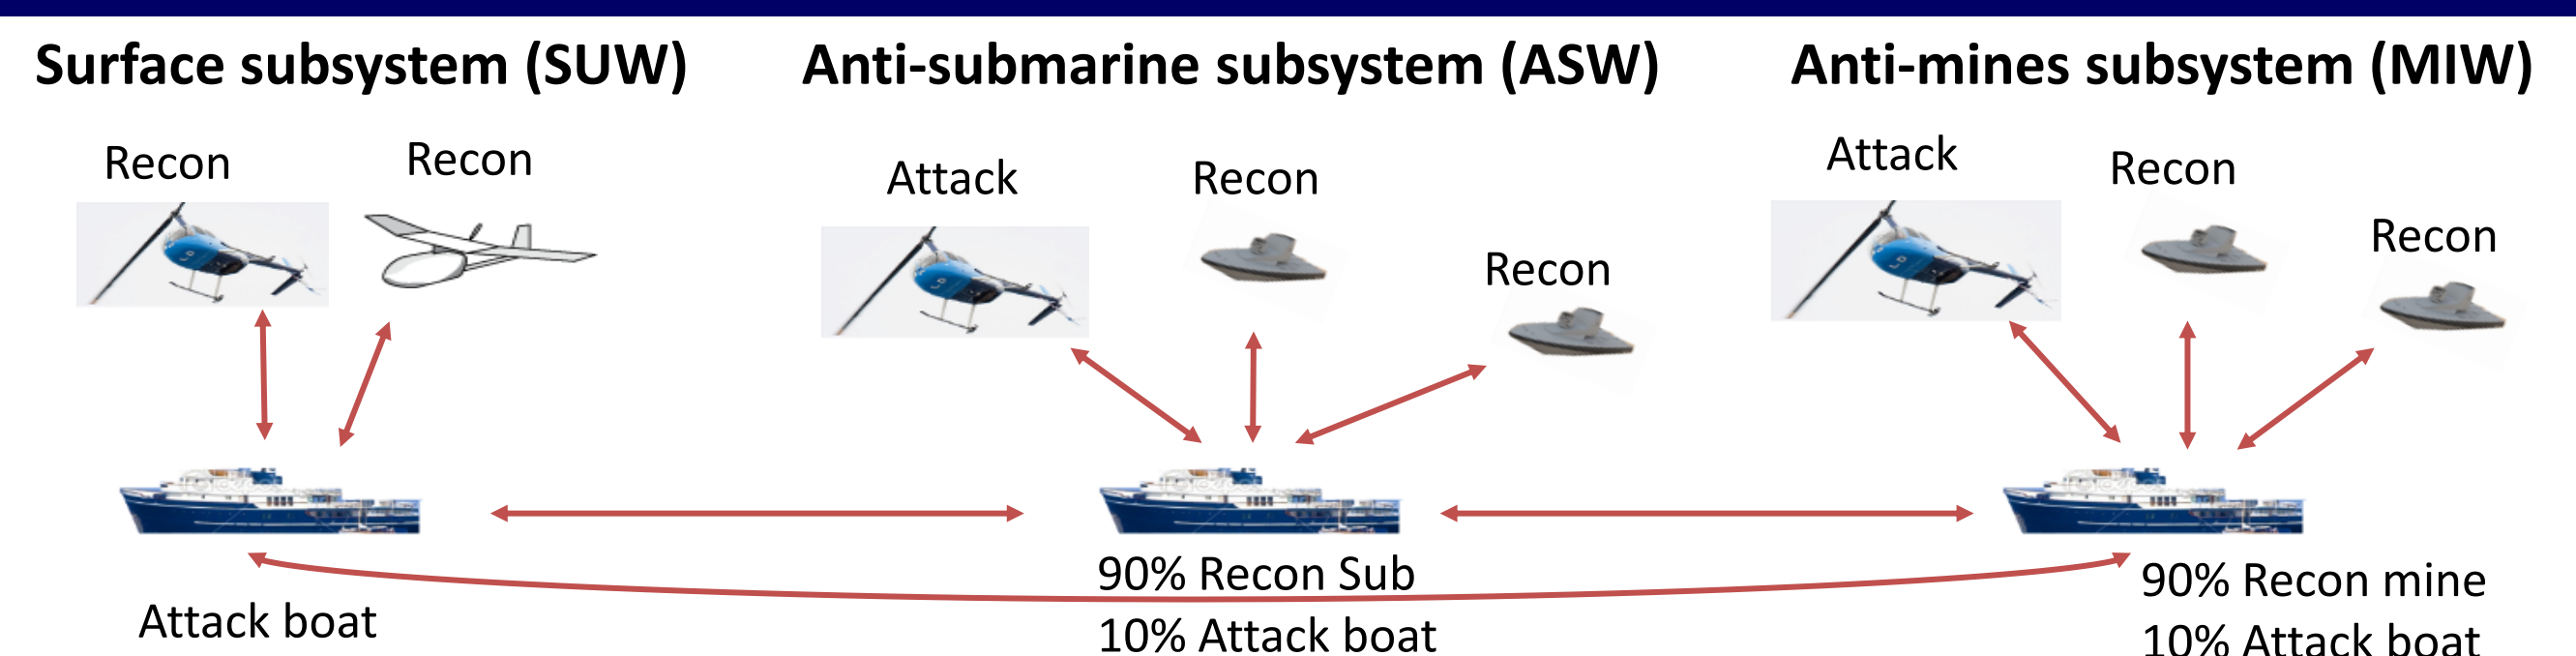 Surface subsystem (SUW)
Anti-submarine subsystem (ASW)
Anti-mines subsystem (MIW)
Recon
Recon
Attack
Recon
Recon
Attack
Recon
Recon
Attack boat
90% Recon Sub
10% Attack boat
90% Recon mine
10% Attack boat